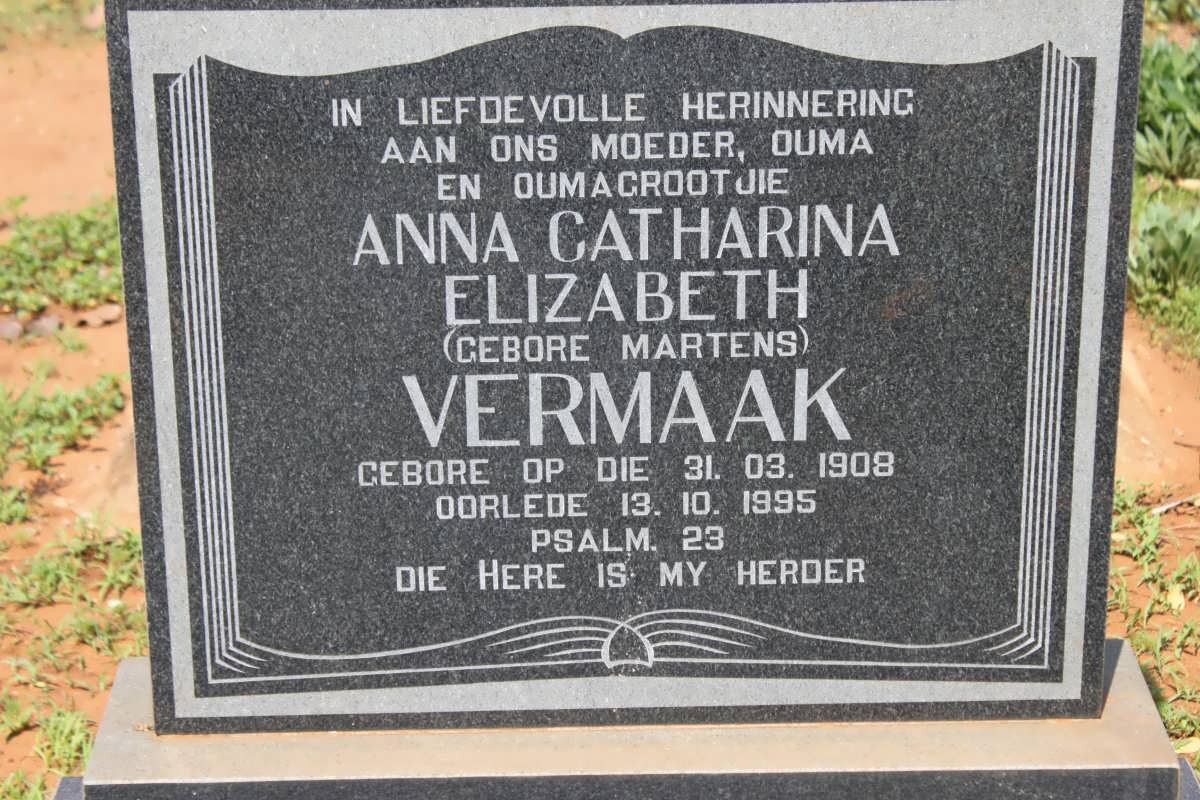 IN LIEFDEVOLLE HERINNERING
AAN ONS MOEDER, OUMA
EN OUMAGROOTJIE
ANNA CATHARINA
ELIZABETH
(GEBORE MARTENS)
VERMAAK
GEBORE OP DIE 31. 03. 1908
OORLEDE 13. 10. 1995
PSALM. 23
DIE HERE IS MY HERDER